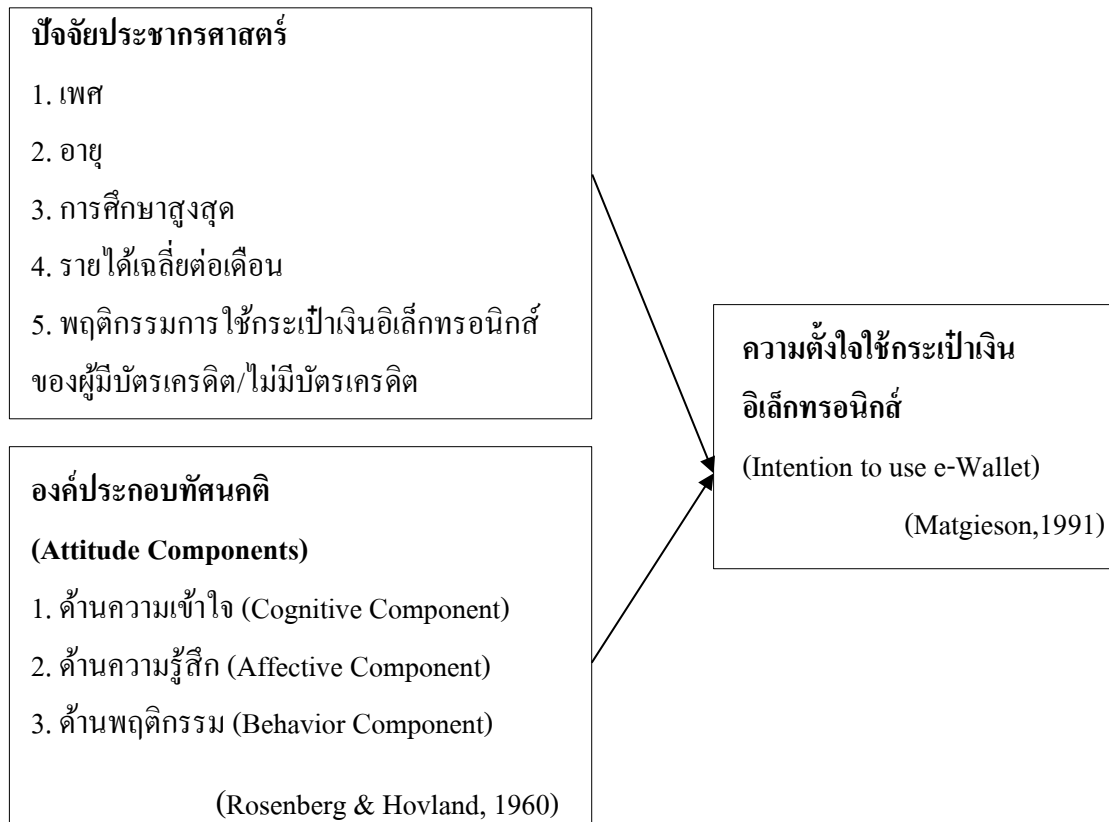 ปัจจัยประชากรศาสตร์
1. เพศ
2. อายุ
3. การศึกษาสูงสุด
4. รายได้เฉลี่ยต่อเดือน
5. พฤติกรรมการใช้กระเป๋าเงินอิเล็กทรอนิกส์
ของผู้มีบัตรเครดิต/ไม่มีบัตรเครดิต
องค์ประกอบทัศนคติ
(Attitude Components)
1. ด้านความเข้าใจ (Cognitive Component)
2. ด้านความรู้สึก (Affective Component)
3. ด้านพฤติกรรม (Behavior Component)
(Rosenberg & Hovland, 1960)
ความตั้งใจใช้กระเป๋าเงิน
อิเล็กทรอนิกส์
(Intention to use e-Wallet)
(Matgieson,1991)